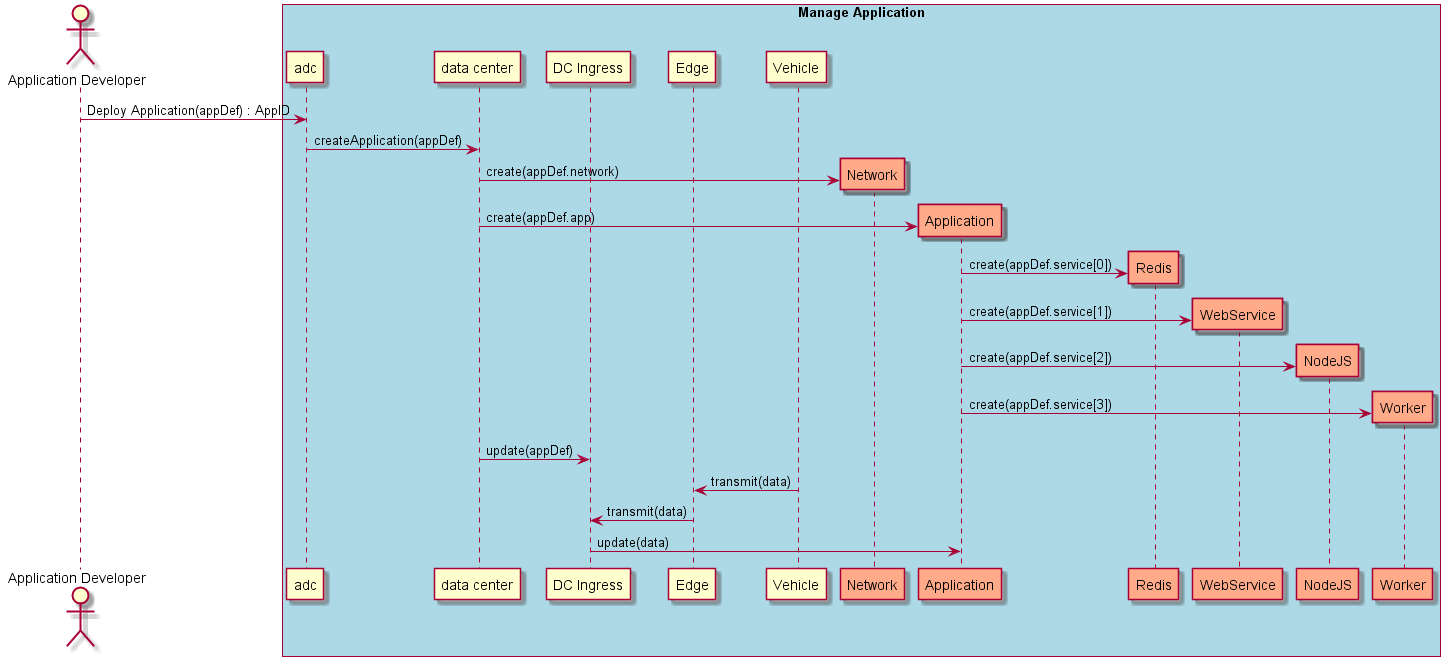 Manage Application
Application Developer
adc
data center
DC Ingress
Edge
Vehicle
Deploy Application(appDef) : AppID
createApplication(appDef)
create(appDef.network)
Network
create(appDef.app)
Application
create(appDef.service[0])
Redis
create(appDef.service[1])
WebService
create(appDef.service[2])
NodeJS
create(appDef.service[3])
Worker
update(appDef)
transmit(data)
transmit(data)
update(data)
Application Developer
adc
data center
DC Ingress
Edge
Vehicle
Network
Application
Redis
WebService
NodeJS
Worker